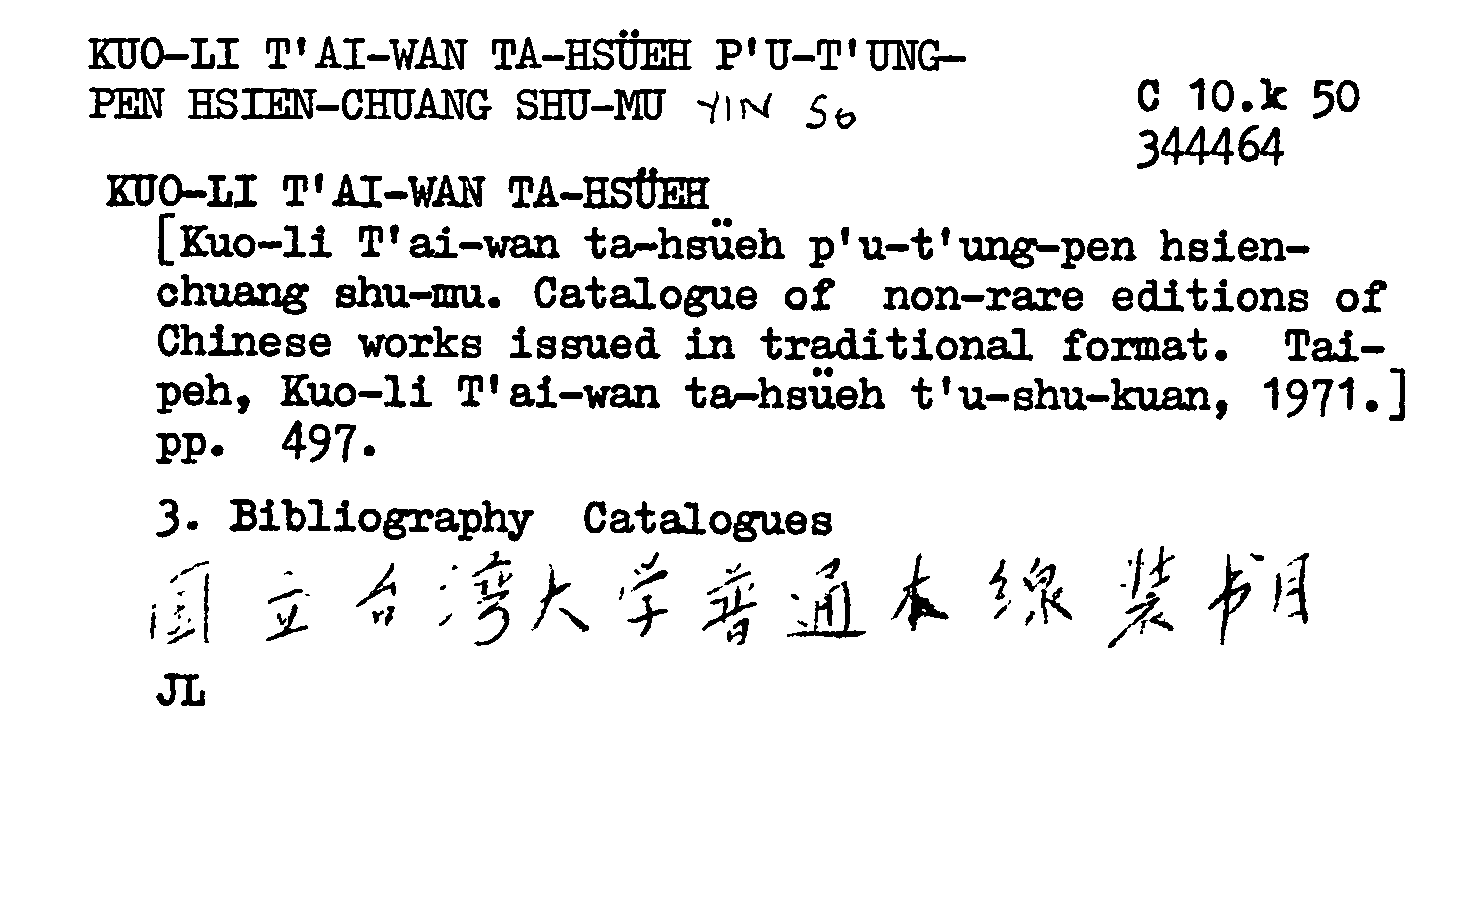 KUO-LI T'AI-WAN TA-HSÜEH P'U-T'UNG-
PEN HSIEN-CHUANG SHU-MU YIN 50
C 10.k 50
344464
KUO-LI T'AI-WAN TA-HSÜEH
[Kuo-li T'ai-wan ta-hsüeh p'u-t'ung-pen hsien-
chuang shu-mu. Catalogue of non-rare editions of
Chinese works issued in traditional format. Tai-
peh, Kuo-li T'ai-wan ta-hsüeh t'u-shu-kuan, 1971.]
pp. 497.
3. Bibliography Catalogues
國立台湾大学普通本線装书目
JL